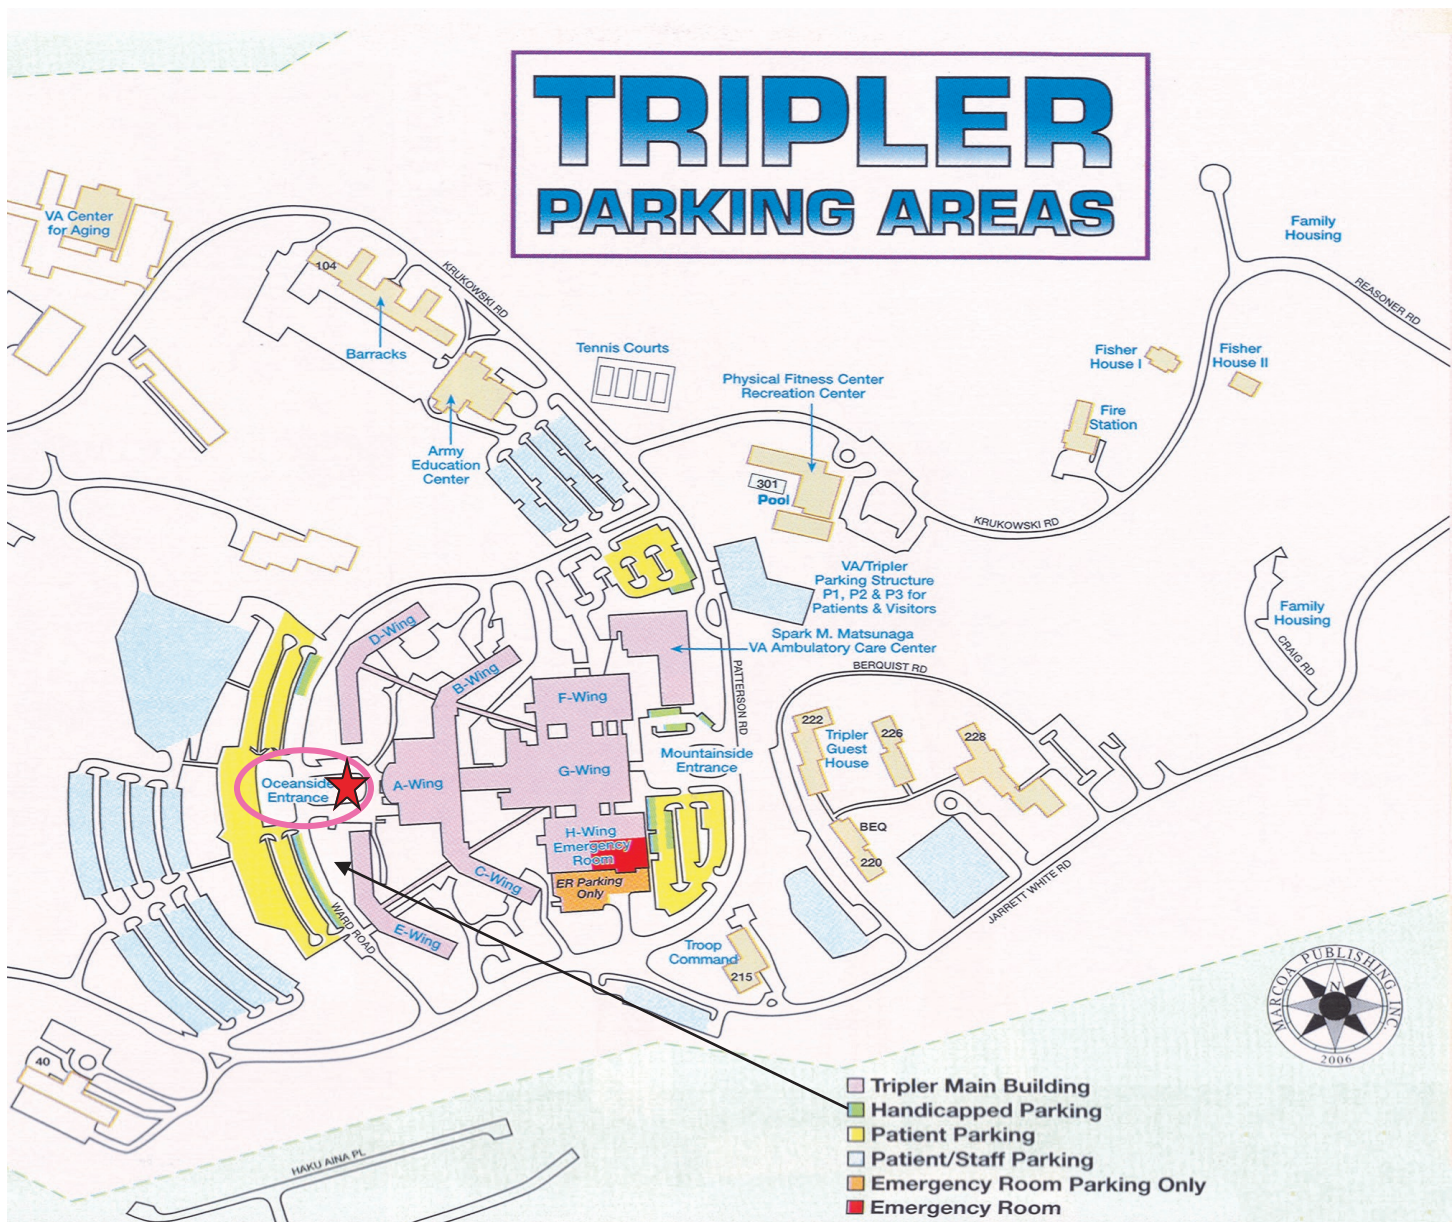 TRIPLER
PARKING AREAS
VA Center
for Aging
104
KRUKOWSKI RD
Barracks
Army
Education
Center
Tennis Courts
Physical Fitness Center
Recreation Center
301
Pool
Family
Housing
REASONER RD
Fisher
House I
Fisher
House II
Fire
Station
KRUKOWSKI RD
VA/Tripler
Parking Structure
P1, P2 & P3 for
Patients & Visitors
Spark M. Matsunaga
VA Ambulatory Care Center
Family
Housing
CRAIG RD
BERQUIST RD
PATTERSON RD
D-Wing
B-Wing
F-Wing
G-Wing
A-Wing
Oceanside
Entrance
Mountainside
Entrance
222
Tripler
Guest
House
226
228
BEQ
220
H-Wing
Emergency
Room
ER Parking
Only
C-Wing
E-Wing
WARD ROAD
Troop
Command
215
JARRETT WHITE RD
40
HAKU AINA PL
MARCOA PUBLISHING, INC.
N
2006
Tripler Main Building
Handicapped Parking
Patient Parking
Patient/Staff Parking
Emergency Room Parking Only
Emergency Room